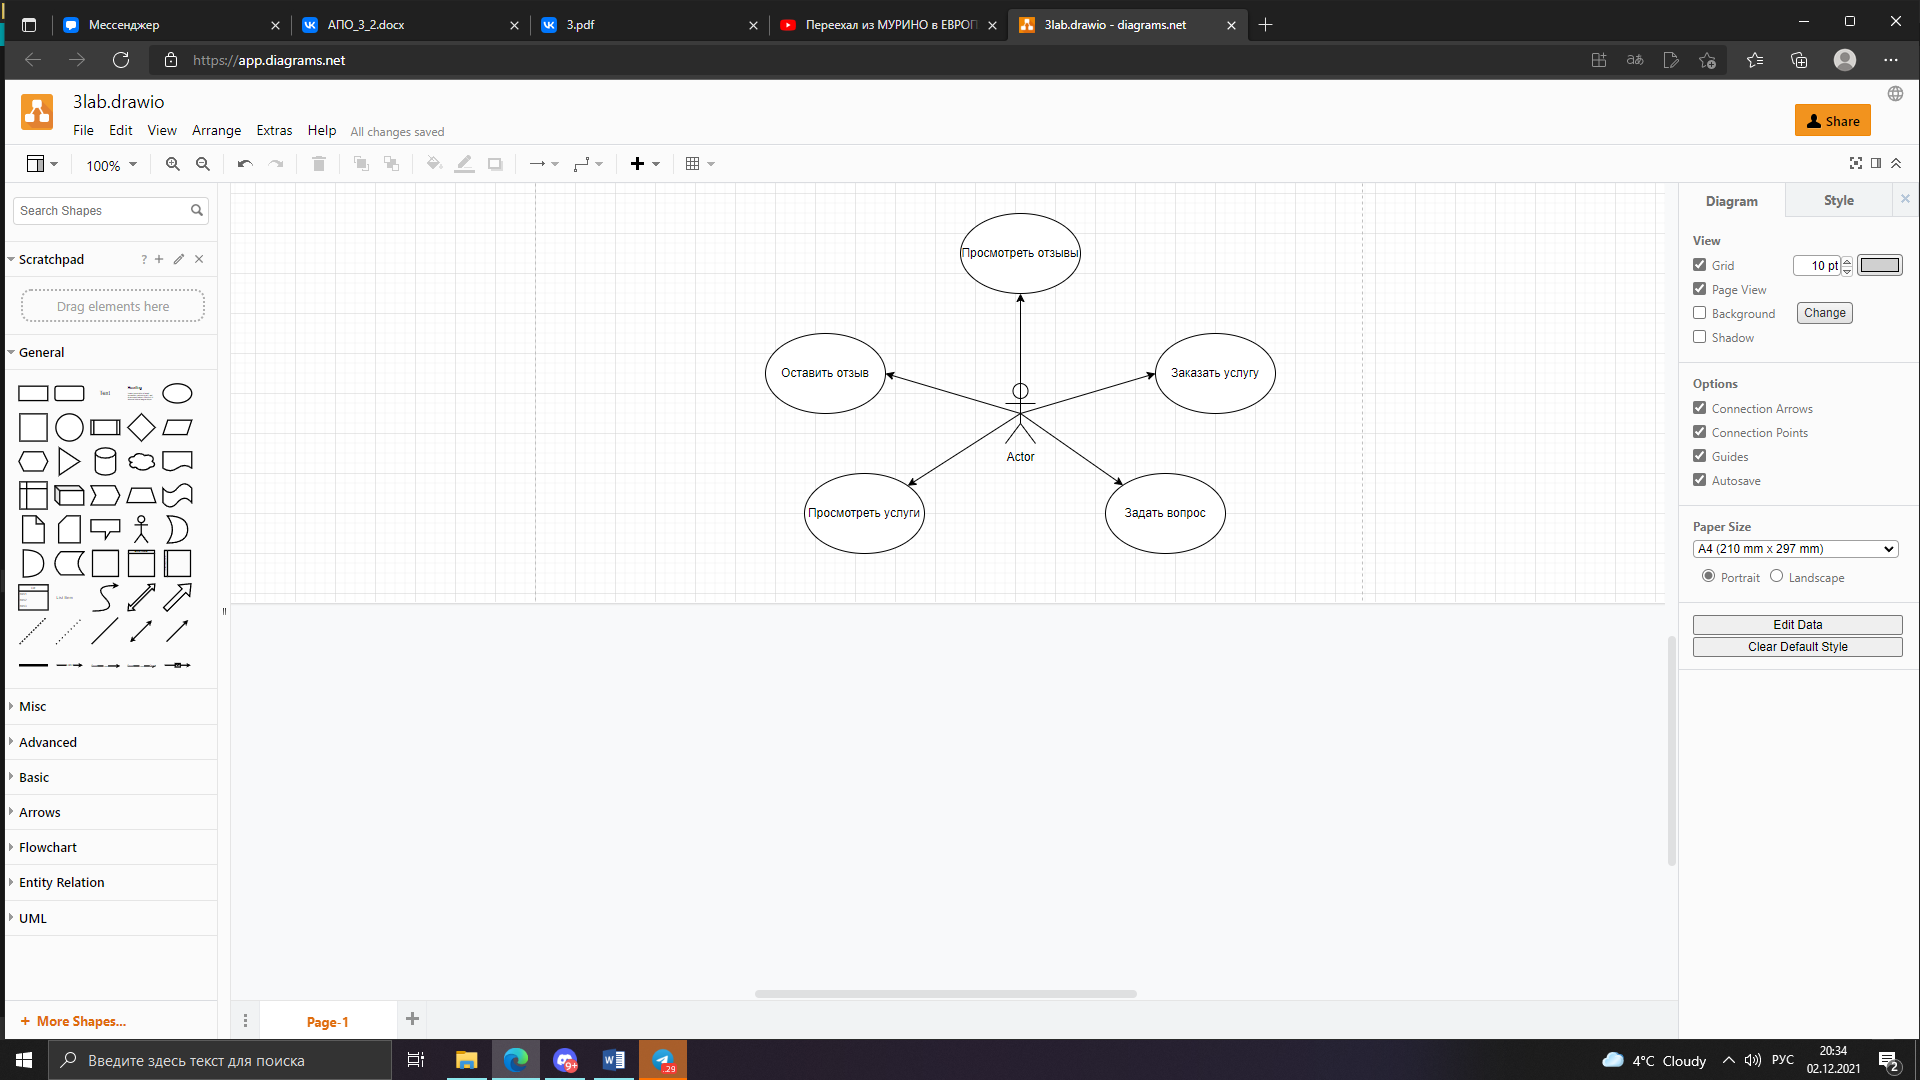 Мессенджер
АПО_3_2.docx
3.pdf
Переехал из МУРИНО в ЕВРОП
3lab.drawio - diagrams.net
https://app.diagrams.net
3lab.drawio
File Edit View Arrange Extras Help All changes saved
Share
100%
Search Shapes
Scratchpad
Drag elements here
General
Misc
Advanced
Basic
Arrows
Flowchart
Entity Relation
UML
+ More Shapes...
Просмотреть отзывы
Оставить отзыв
Заказать услугу
Actor
Просмотреть услуги
Задать вопрос
Page-1
Diagram Style
View
Grid 10 pt
Page View
Background Change
Shadow
Options
Connection Arrows
Connection Points
Guides
Autosave
Paper Size
A4 (210 mm x 297 mm)
Portrait Landscape
Edit Data
Clear Default Style
Введите здесь текст для поиска
9+
29
4°C Cloudy
РУС
20:34
02.12.2021
2